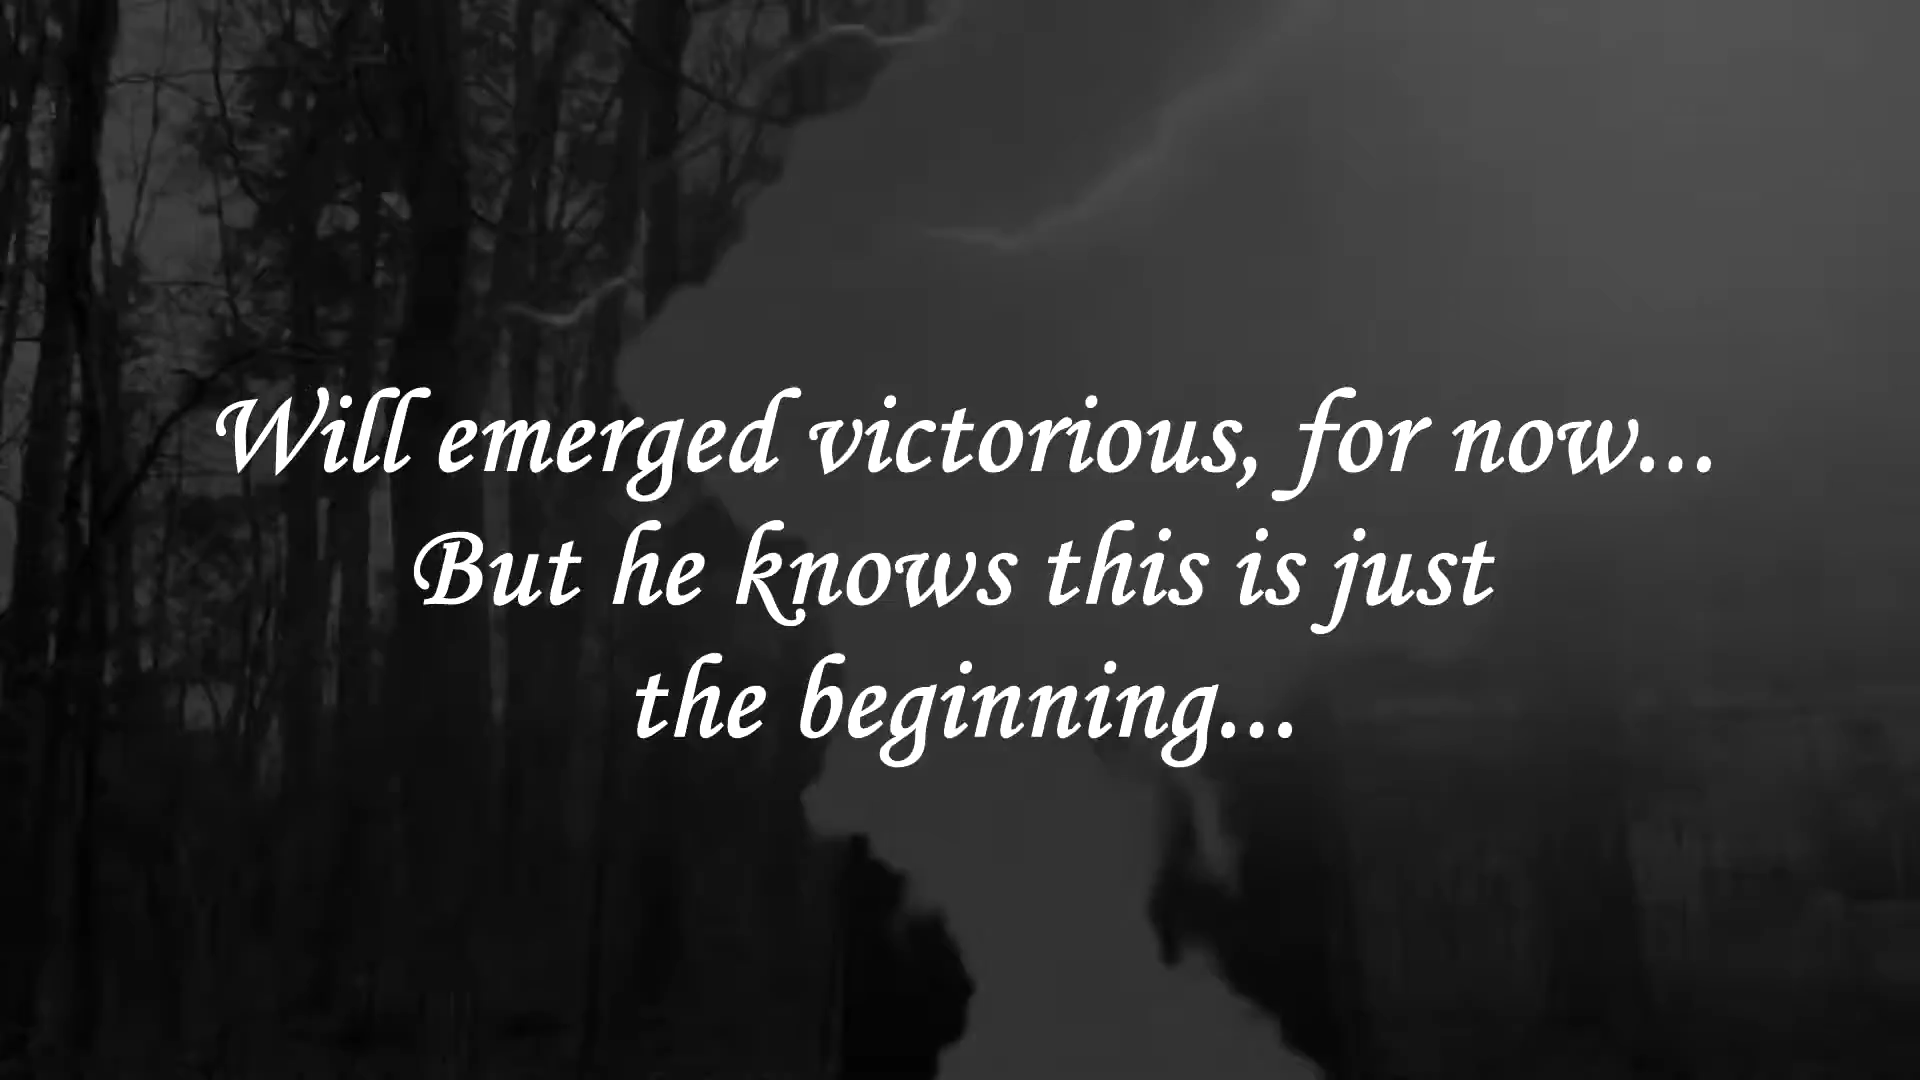 Will emerged victorious, for now...
But he knows this is just
the beginning...